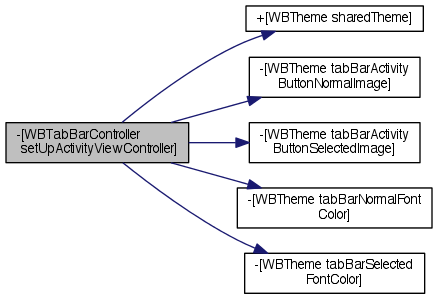 +[WBTheme sharedTheme]
-[WBTheme tabBarActivity
ButtonNormalImage]
-[WBTabBarController
setUpActivityViewController]
-[WBTheme tabBarActivity
ButtonSelectedImage]
-[WBTheme tabBarNormalFont
Color]
-[WBTheme tabBarSelected
FontColor]